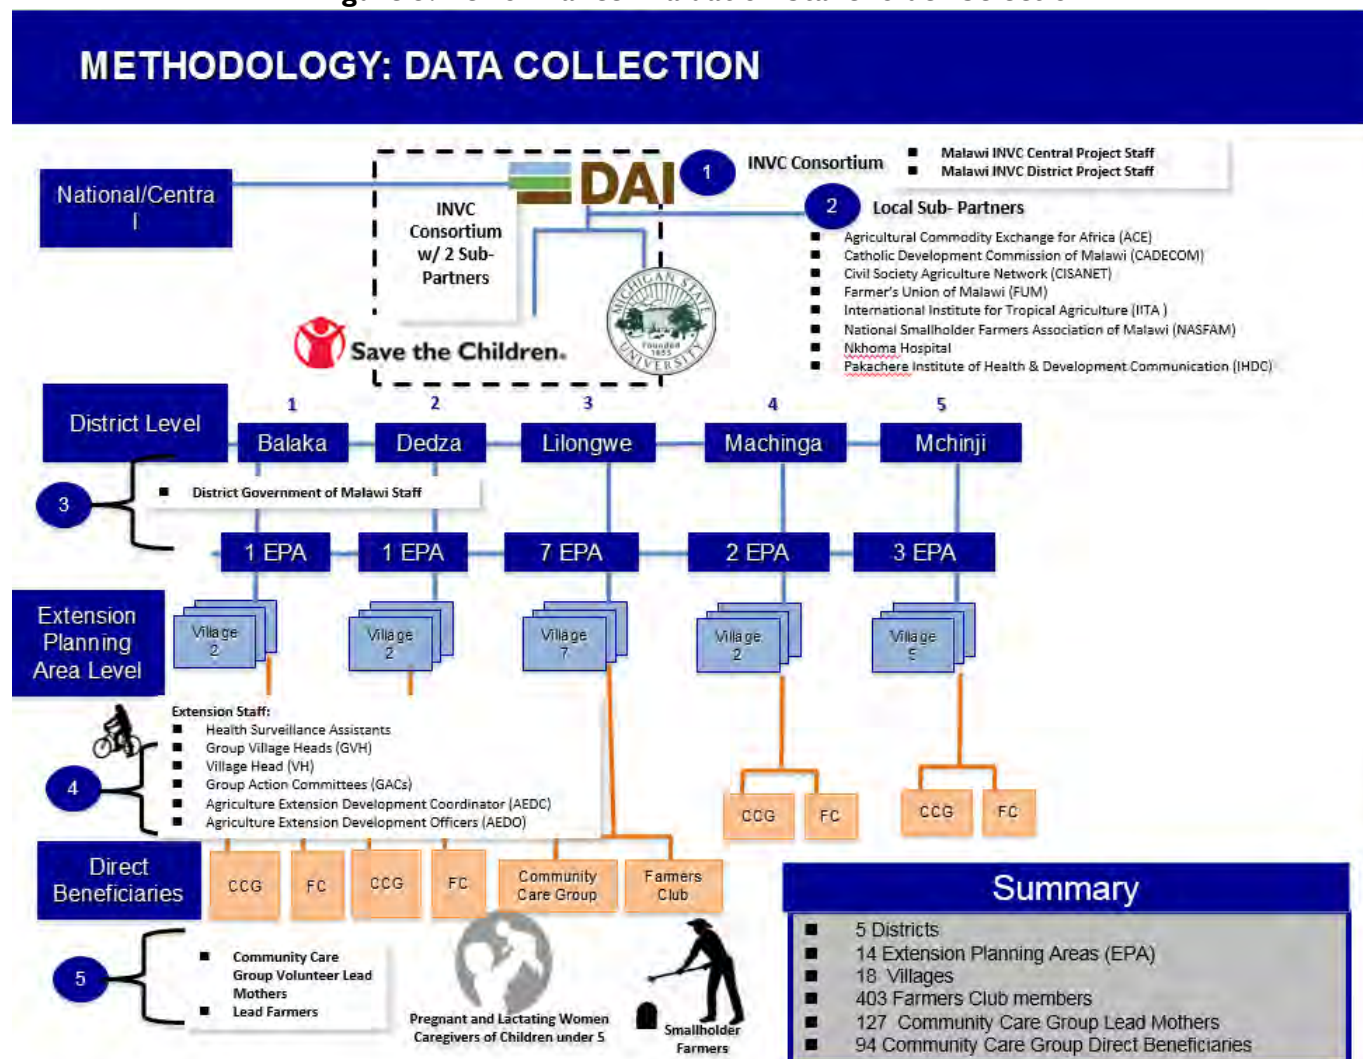 METHODOLOGY: DATA COLLECTION
National/Centra
l
INVC
Consortium
w/ 2 Sub-
Partners
DAI
MICHIGAN STATE
UNIVERSITY
Founded
1855
Save the Children.
1
INVC Consortium
Malawi INVC Central Project Staff
Malawi INVC District Project Staff
2
Local Sub- Partners
Agricultural Commodity Exchange for Africa (ACE)
Catholic Development Commission of Malawi (CADECOM)
Civil Society Agriculture Network (CISANET)
Farmer's Union of Malawi (FUM)
International Institute for Tropical Agriculture (IITA )
National Smallholder Farmers Association of Malawi (NASFAM)
Nkhoma Hospital
Pakachere Institute of Health & Development Communication (IHDC)
District Level
1
2
3
4
5
Balaka
Dedza
Lilongwe
Machinga
Mchinji
3
District Government of Malawi Staff
1 EPA
1 EPA
7 EPA
2 EPA
3 EPA
Extension
Planning
Area Level
Village
2
Village
2
Village
7
Village
2
Village
5
4
Extension Staff:
Health Surveillance Assistants
Group Village Heads (GVH)
Village Head (VH)
Group Action Committees (GACs)
Agriculture Extension Development Coordinator (AEDC)
Agriculture Extension Development Officers (AEDO)
CCG
FC
CCG
FC
Direct
Beneficiaries
CCG
FC
CCG
FC
Community
Care Group
Farmers
Club
5
Community Care
Group Volunteer Lead
Mothers
Lead Farmers
Pregnant and Lactating Women
Caregivers of Children under 5
Smallholder
Farmers
Summary
5 Districts
14 Extension Planning Areas (EPA)
18 Villages
403 Farmers Club members
127 Community Care Group Lead Mothers
94 Community Care Group Direct Beneficiaries